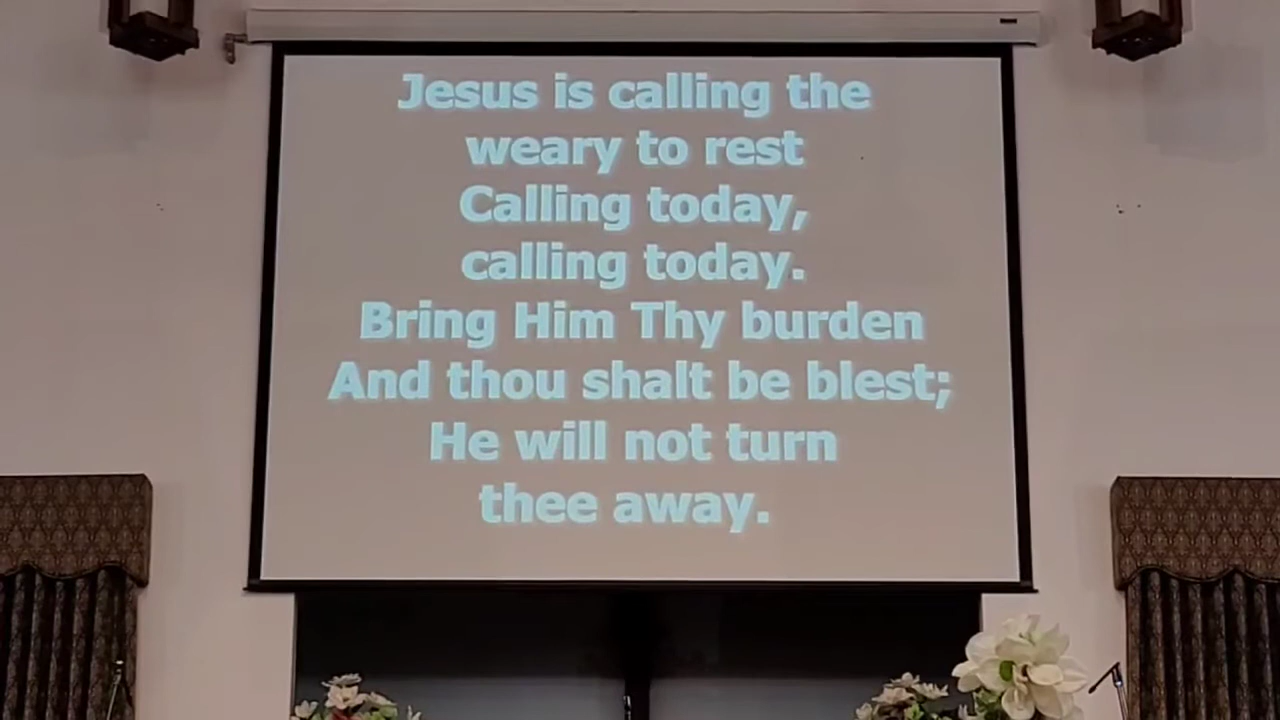 Jesus is calling the
weary to rest
Calling today,
calling today.
Bring Him Thy burden
And thou shalt be blest;
He will not turn
thee away.